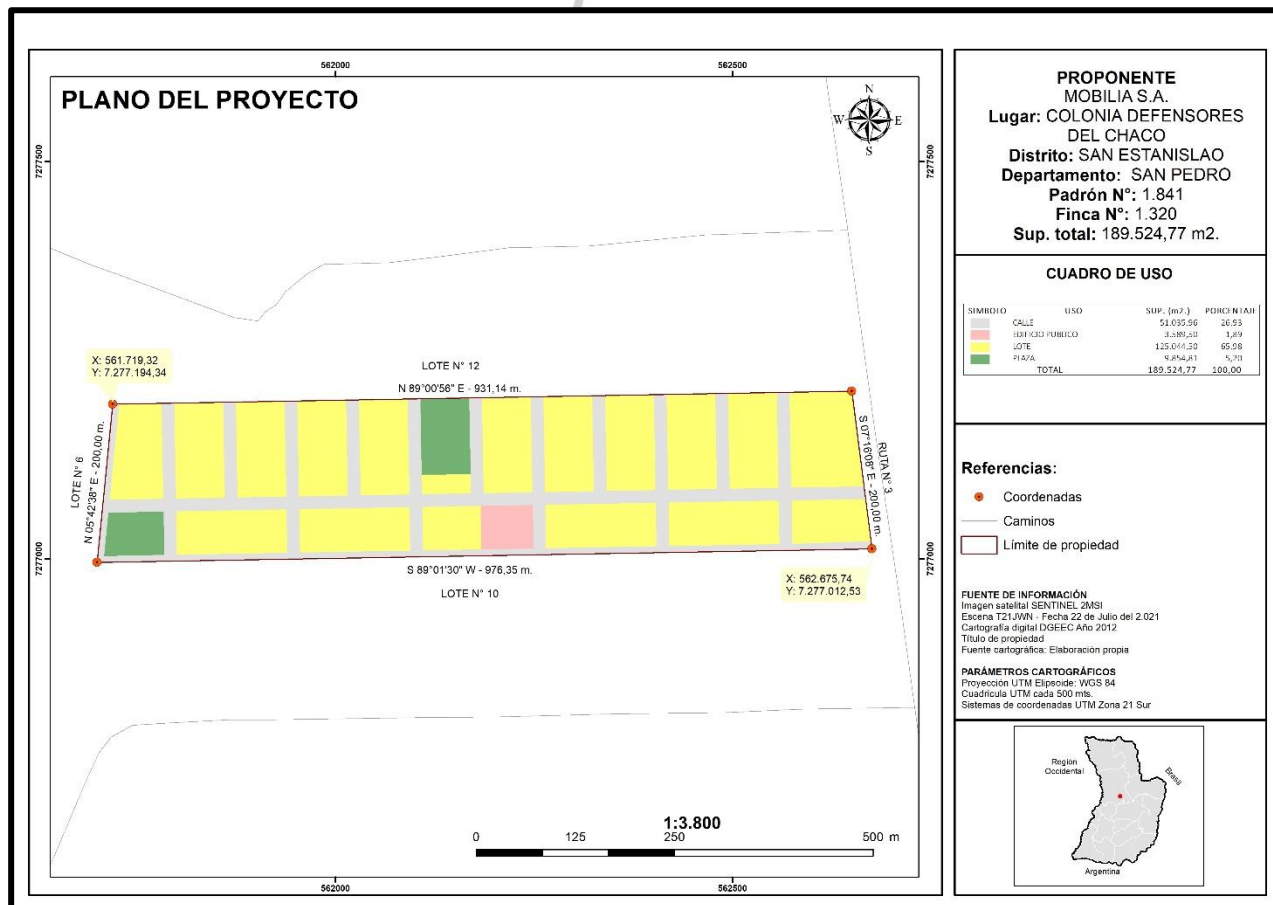 562000
562500
PLANO DEL PROYECTO
N
W
E
S
7277500
7277500
X: 561.719,32
Y: 7.277.194,34
LOTE N° 12
N 89°00'56" E - 931,14 m.
LOTE N° 6
N 05°42'38" E - 200,00 m.
RUTA N° 3
S 07°16'08" E - 200,00 m.
7277000
7277000
S 89°01'30" W - 976,35 m.
LOTE N° 10
X: 562.675,74
Y: 7.277.012,53
1:3.800
0 125 250 500 m
562000
562500
PROPONENTE
MOBILIA S.A.
Lugar: COLONIA DEFENSORES
DEL CHACO
Distrito: SAN ESTANISLAO
Departamento: SAN PEDRO
Padrón N°: 1.841
Finca N°: 1.320
Sup. total: 189.524,77 m2.
CUADRO DE USO
SIMBOLO USO SUP. (m2.) PORCENTAJE
CALLE 51.035,96 26,93
EDIFICIO PUBLICO 3.589,50 1,89
LOTE 125.044,50 65,98
PLAZA 9.854,81 5,20
TOTAL 189.524,77 100,00
Referencias:
Coordenadas
Caminos
Límite de propiedad
FUENTE DE INFORMACIÓN
Imagen satelital SENTINEL 2MSI
Escena T21JWN - Fecha 22 de Julio del 2.021
Cartografía digital DGEEC Año 2012
Título de propiedad
Fuente cartográfica: Elaboración propia
PARÁMETROS CARTOGRÁFICOS
Proyección UTM Elipsoide: WGS 84
Cuadrícula UTM cada 500 mts.
Sistemas de coordenadas UTM Zona 21 Sur
Región
Occidental
Brasil
Argentina